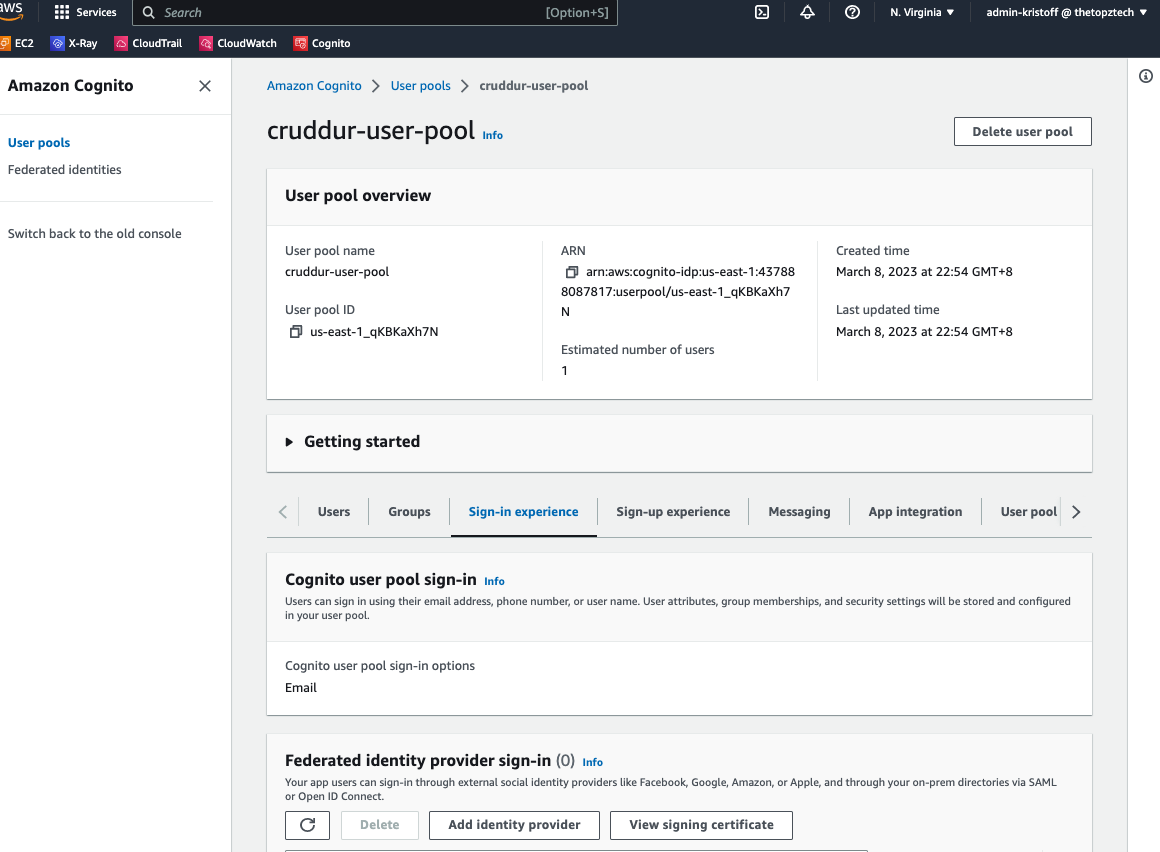 aws
Services
Search
[Option+S]
N. Virginia
admin-kristoff @ thetopztech
EC2
X-Ray
CloudTrail
CloudWatch
Cognito
Amazon Cognito
User pools
Federated identities
Switch back to the old console
Amazon Cognito
User pools
cruddur-user-pool
cruddur-user-pool Info
Delete user pool
User pool overview
User pool name
cruddur-user-pool
User pool ID
us-east-1_qKBKaXh7N
ARN
arn:aws:cognito-idp:us-east-1:43788
8087817:userpool/us-east-1_qKBKaXh7
N
Estimated number of users
1
Created time
March 8, 2023 at 22:54 GMT+8
Last updated time
March 8, 2023 at 22:54 GMT+8
Getting started
Users
Groups
Sign-in experience
Sign-up experience
Messaging
App integration
User pool
Cognito user pool sign-in Info
Users can sign in using their email address, phone number, or user name. User attributes, group memberships, and security settings will be stored and configured
in your user pool.
Cognito user pool sign-in options
Email
Federated identity provider sign-in (0) Info
Your app users can sign-in through external social identity providers like Facebook, Google, Amazon, or Apple, and through your on-prem directories via SAML
or Open ID Connect.
Delete
Add identity provider
View signing certificate